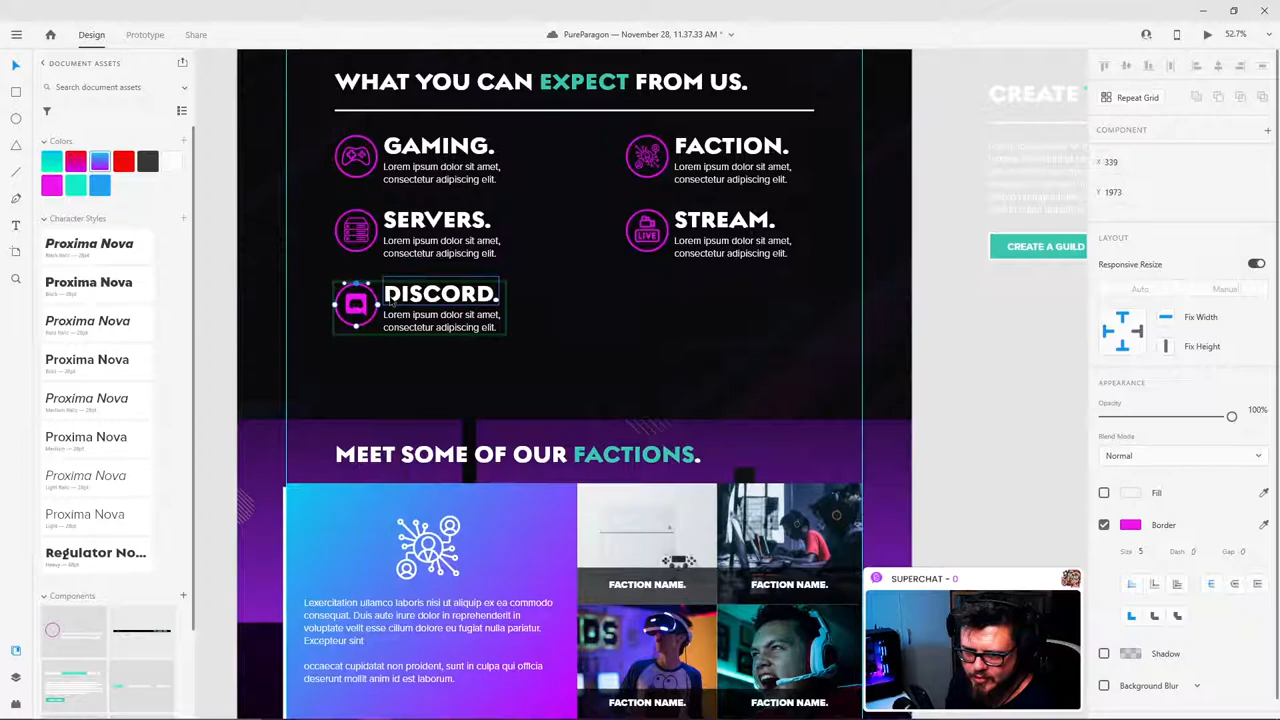 Design
Prototype
Share
PureParagon — November 28, 11.37.33 AM *
52.7%
DOCUMENT ASSETS
Search document assets
Colors
Character Styles
Proxima Nova
Proxima Nova
Proxima Nova
Proxima Nova
Proxima Nova
Proxima Nova
Proxima Nova
Proxima Nova
Regulator No...
Components
WHAT YOU CAN EXPECT FROM US.
GAMING.
Lorem ipsum dolor sit amet,
consectetur adipiscing elit.
FACTION.
Lorem ipsum dolor sit amet,
consectetur adipiscing elit.
SERVERS.
Lorem ipsum dolor sit amet,
consectetur adipiscing elit.
LIVE
STREAM.
Lorem ipsum dolor sit amet,
consectetur adipiscing elit.
DISCORD.
Lorem ipsum dolor sit amet,
consectetur adipiscing elit.
MEET SOME OF OUR FACTIONS.
Lexercitation ullamco laboris nisi ut aliquip ex ea commodo
consequat. Duis aute irure dolor in reprehenderit in
voluptate velit esse cillum dolore eu fugiat nulla pariatur.
Excepteur sint
occaecat cupidatat non proident, sunt in culpa qui officia
deserunt mollit anim id est laborum.
FACTION NAME.
FACTION NAME.
FACTION NAME.
FACTION NAME.
CREATE
CREATE A GUILD
SUPERCHAT - 0
Repeat Grid
COMPONENT
X 339
Y 1973
LAYOUT
Responsive Resize
Auto
Manual
Fix Width
Fix Height
APPEARANCE
Opacity
100%
Blend Mode
Normal
Fill
Border
Size 5
Dash 0
Gap 0
Shadow
Background Blur